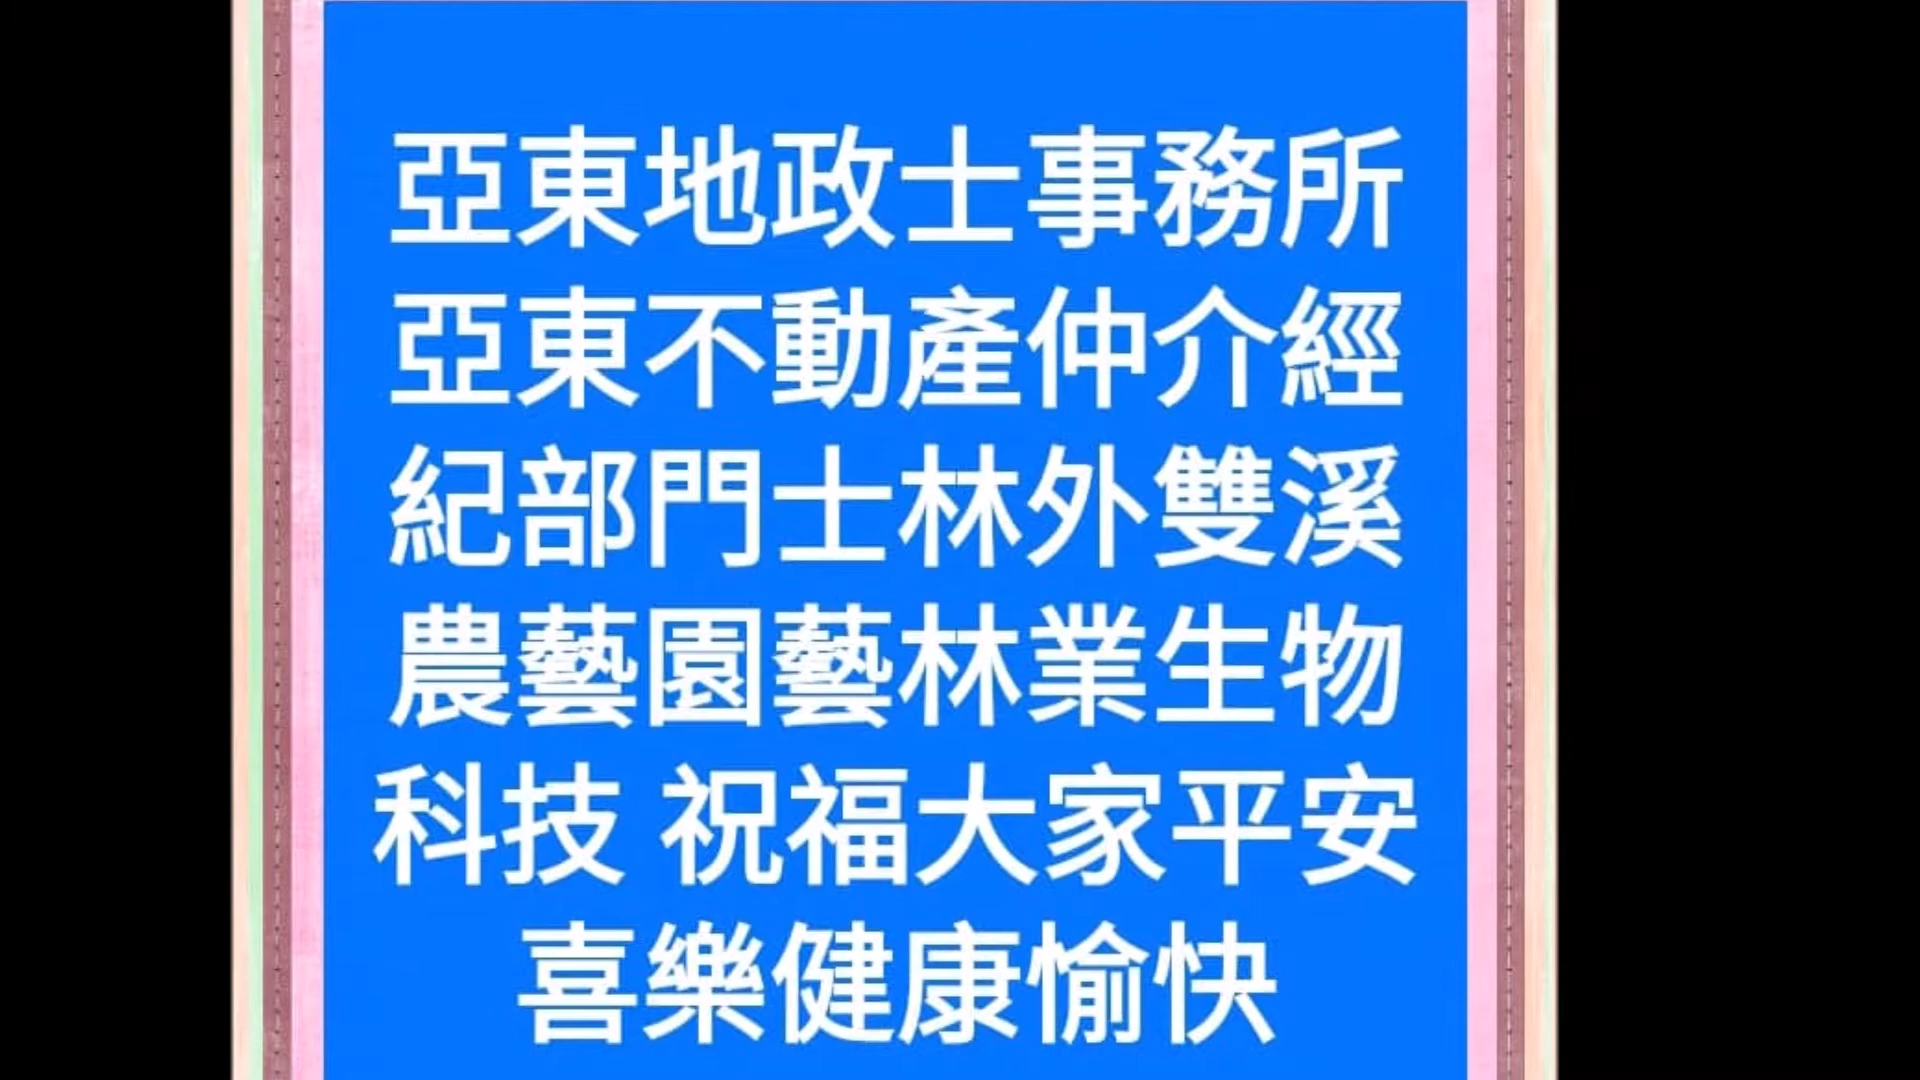 亞東地政士事務所
亞東不動產仲介經
紀部門士林外雙溪
農藝園藝林業生物
科技 祝福大家平安
喜樂健康愉快